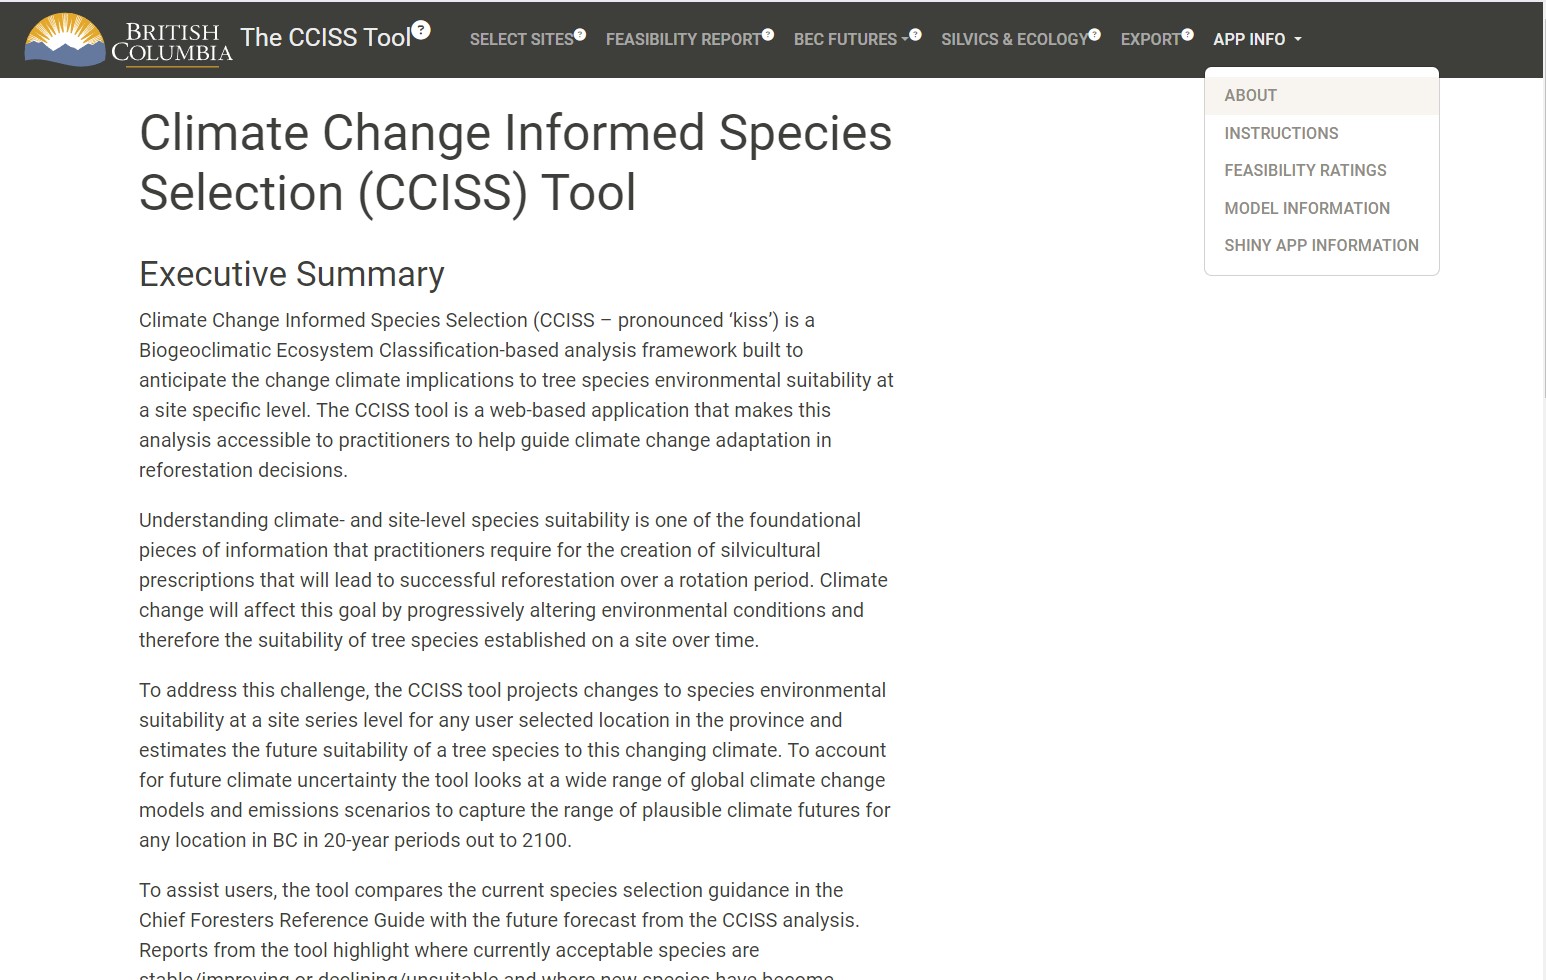 BRITISH
COLUMBIA
The CCISS Tool ?
SELECT SITES ? FEASIBILITY REPORT ? BEC FUTURES ? SILVICS & ECOLOGY ? EXPORT ? APP INFO
ABOUT
INSTRUCTIONS
FEASIBILITY RATINGS
MODEL INFORMATION
SHINY APP INFORMATION
Climate Change Informed Species
Selection (CCISS) Tool
Executive Summary
Climate Change Informed Species Selection (CCISS – pronounced ‘kiss’) is a
Biogeoclimatic Ecosystem Classification-based analysis framework built to
anticipate the change climate implications to tree species environmental suitability at
a site specific level. The CCISS tool is a web-based application that makes this
analysis accessible to practitioners to help guide climate change adaptation in
reforestation decisions.
Understanding climate- and site-level species suitability is one of the foundational
pieces of information that practitioners require for the creation of silvicultural
prescriptions that will lead to successful reforestation over a rotation period. Climate
change will affect this goal by progressively altering environmental conditions and
therefore the suitability of tree species established on a site over time.
To address this challenge, the CCISS tool projects changes to species environmental
suitability at a site series level for any user selected location in the province and
estimates the future suitability of a tree species to this changing climate. To account
for future climate uncertainty the tool looks at a wide range of global climate change
models and emissions scenarios to capture the range of plausible climate futures for
any location in BC in 20-year periods out to 2100.
To assist users, the tool compares the current species selection guidance in the
Chief Foresters Reference Guide with the future forecast from the CCISS analysis.
Reports from the tool highlight where currently acceptable species are
stable/improving or declining/unsuitable and where new species have become